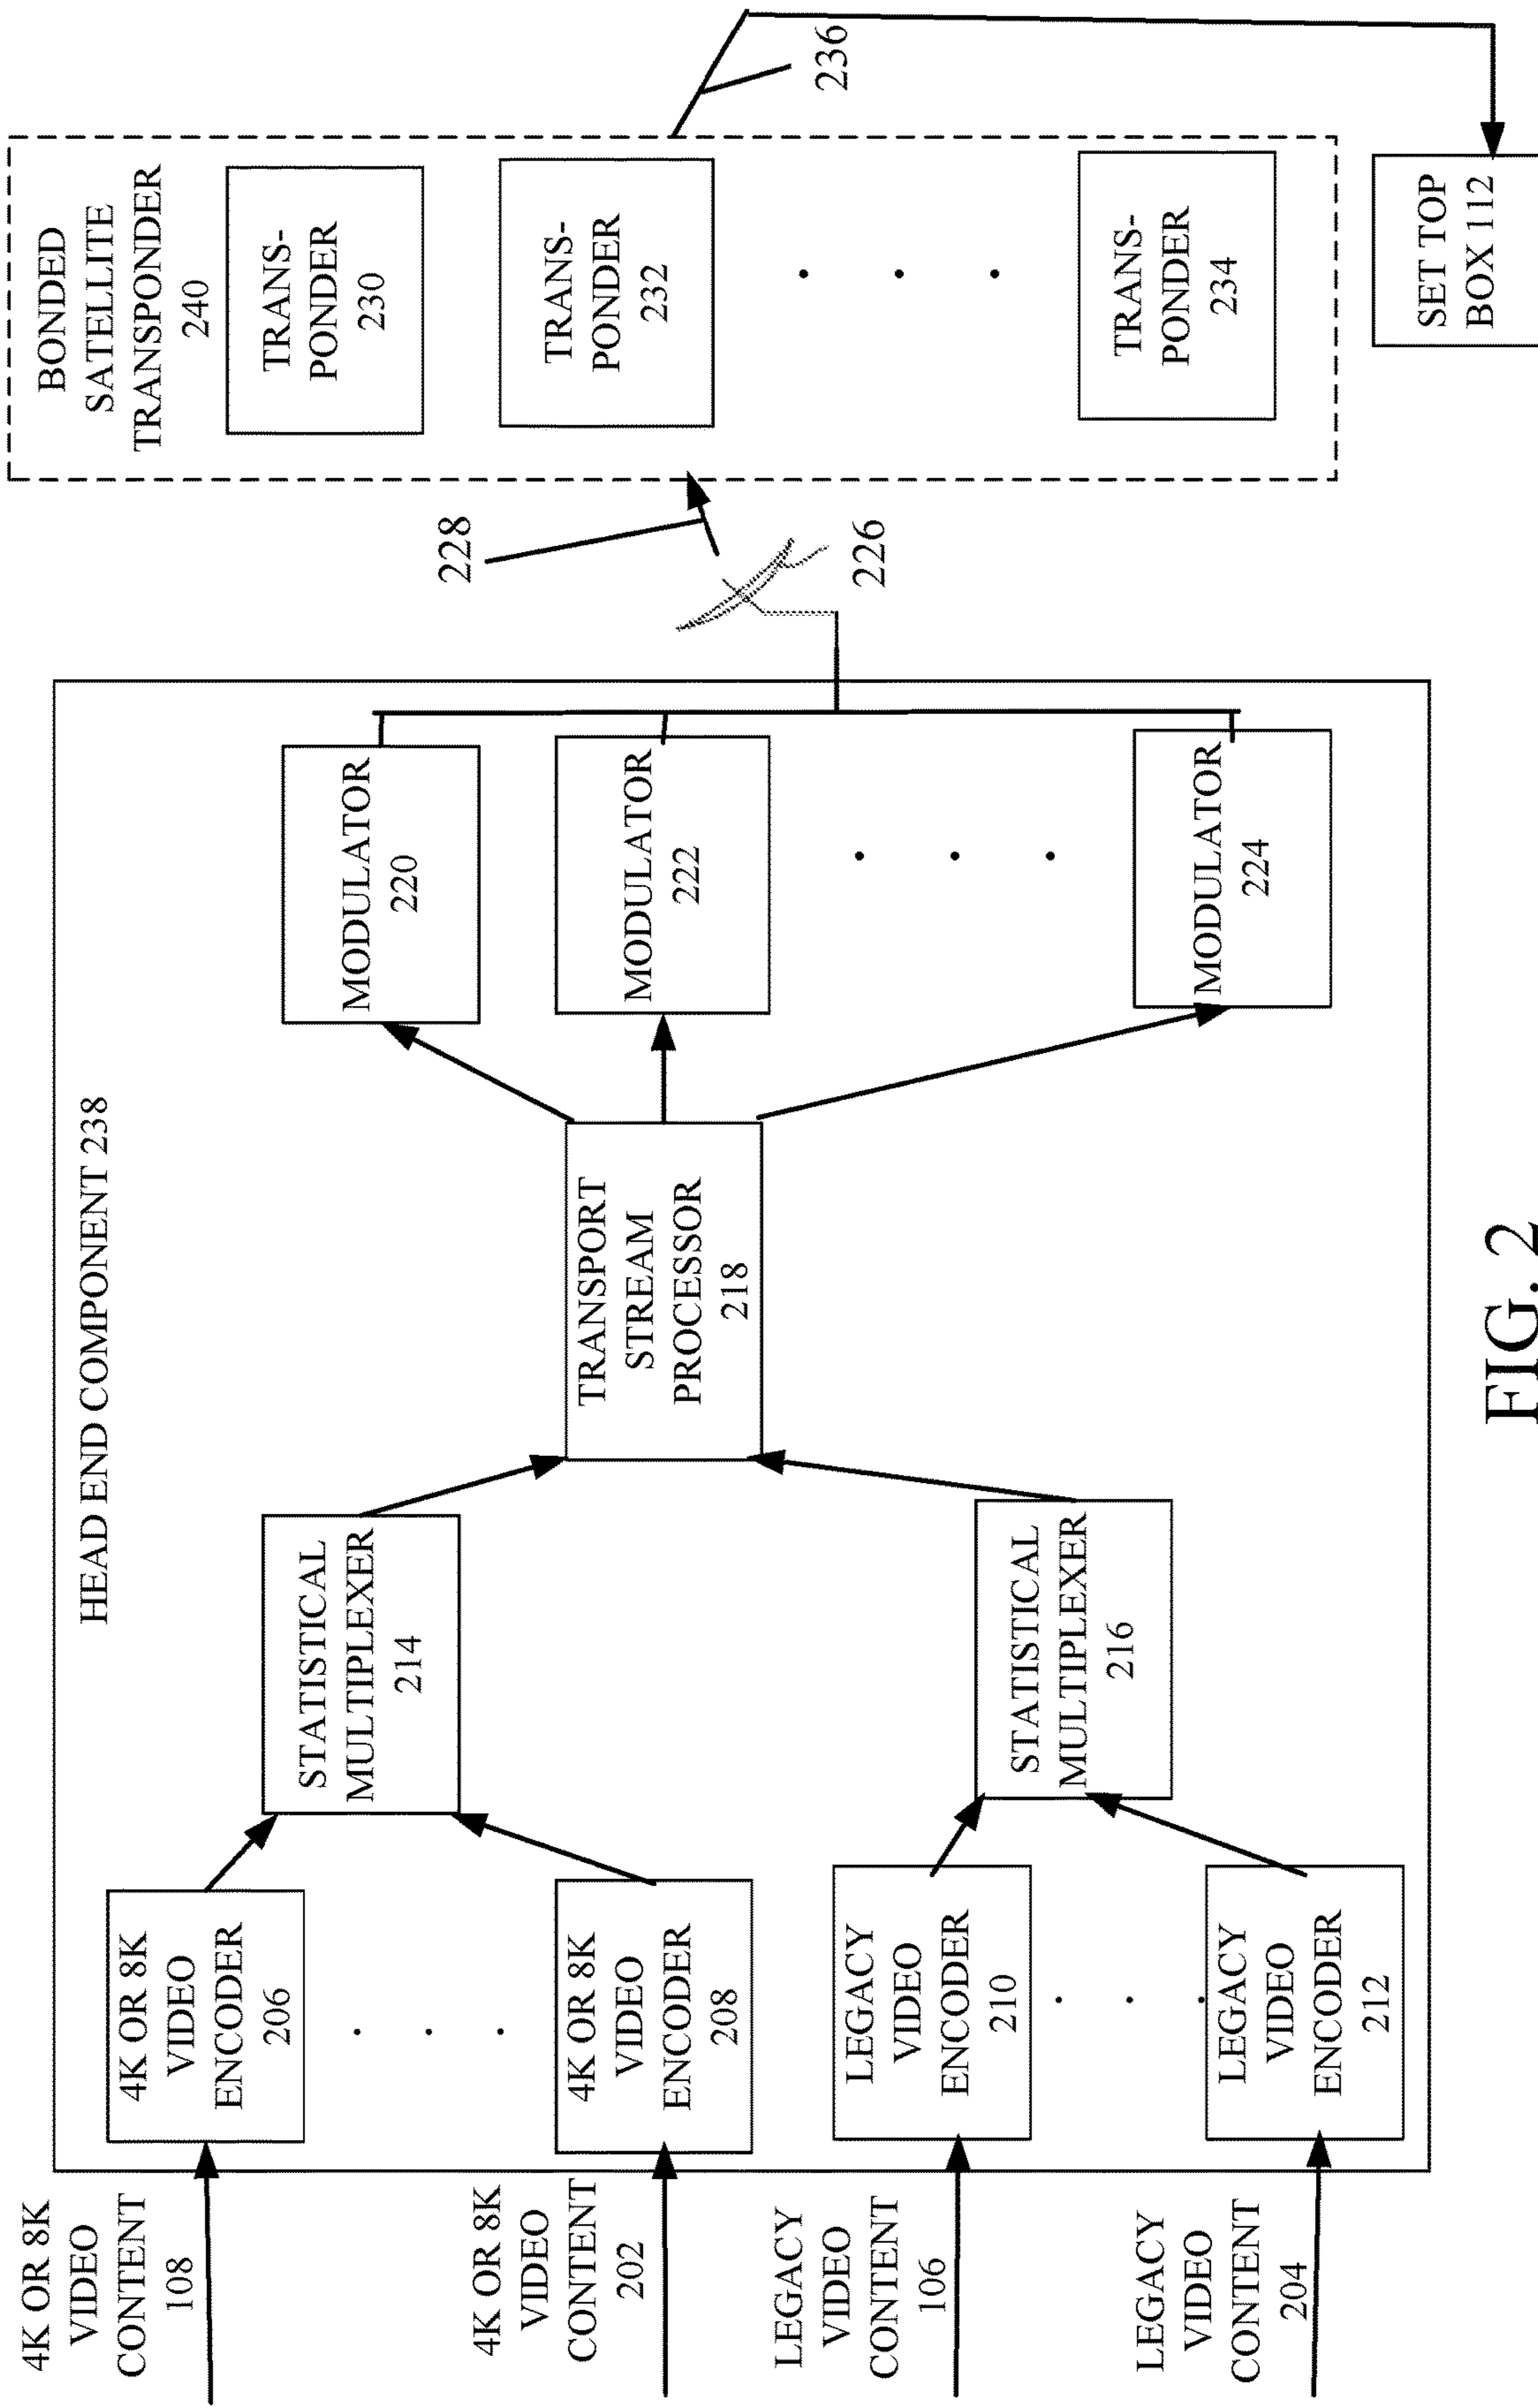 4K OR 8K
VIDEO
CONTENT
108
4K OR 8K
VIDEO
CONTENT
202
LEGACY
VIDEO
CONTENT
106
LEGACY
VIDEO
CONTENT
204
HEAD END COMPONENT 238
4K OR 8K
VIDEO
ENCODER
206
4K OR 8K
VIDEO
ENCODER
208
LEGACY
VIDEO
ENCODER
210
LEGACY
VIDEO
ENCODER
212
STATISTICAL
MULTIPLEXER
214
STATISTICAL
MULTIPLEXER
216
TRANSPORT
STREAM
PROCESSOR
218
MODULATOR
220
MODULATOR
222
MODULATOR
224
226
228
BONDED
SATELLITE
TRANSPONDER
240
TRANS-
PONDER
230
TRANS-
PONDER
232
TRANS-
PONDER
234
236
SET TOP
BOX 112
FIG. 2